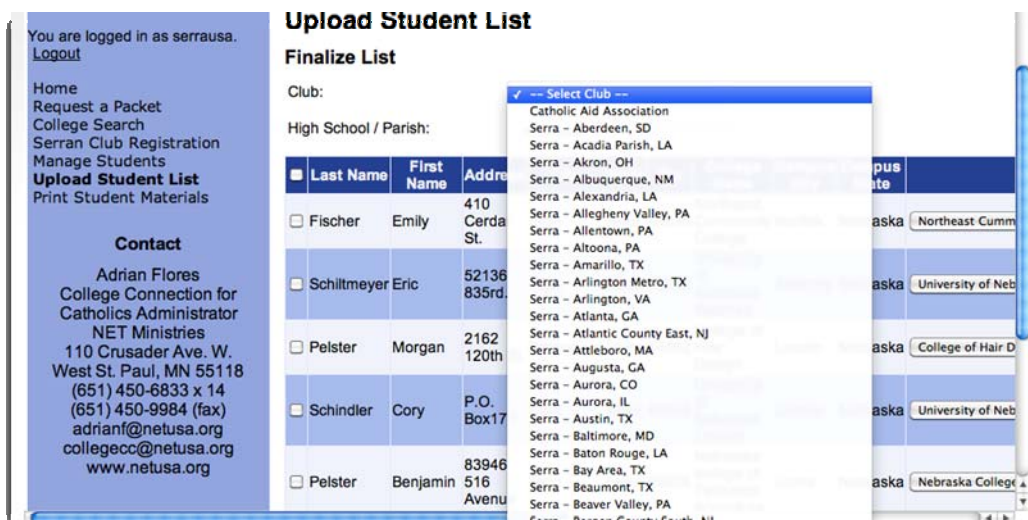 Upload Student List
You are logged in as serrausa.
Logout
Finalize List
Home
Request a Packet
College Search
Serran Club Registration
Manage Students
Upload Student List
Print Student Materials
Contact
Adrian Flores
College Connection for
Catholics Administrator
NET Ministries
110 Crusader Ave. W.
West St. Paul, MN 55118
(651) 450-6833 x 14
(651) 450-9984 (fax)
adrianf@netusa.org
collegecc@netusa.org
www.netusa.org
Club:
High School / Parish:
✓ -- Select Club --
Catholic Aid Association
Serra – Aberdeen, SD
Serra – Acadia Parish, LA
Serra – Akron, OH
Serra – Albuquerque, NM
Serra – Alexandria, LA
Serra – Allegheny Valley, PA
Serra – Allentown, PA
Serra – Altoona, PA
Serra – Amarillo, TX
Serra – Arlington Metro, TX
Serra – Arlington, VA
Serra – Atlanta, GA
Serra – Atlantic County East, NJ
Serra – Attleboro, MA
Serra – Augusta, GA
Serra – Aurora, CO
Serra – Aurora, IL
Serra – Austin, TX
Serra – Baltimore, MD
Serra – Baton Rouge, LA
Serra – Bay Area, TX
Serra – Beaumont, TX
Serra – Beaver Valley, PA
Serra – Bergen County South, NJ
Last Name First Name Addre pus ate
Fischer Emily 410 Cerda St. aska Northeast Cumm
Schiltmeyer Eric 52136 835rd. aska University of Neb
Pelster Morgan 2162 120th aska College of Hair D
Schindler Cory P.O. Box17 aska University of Neb
Pelster Benjamin 83946 516 Avenu aska Nebraska College